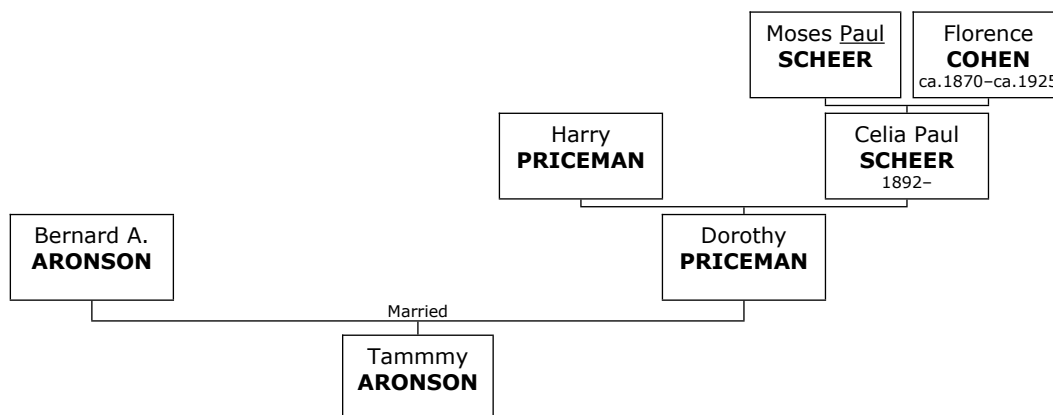 Moses Paul
SCHEER
Florence
COHEN
ca.1870–ca.1925
Harry
PRICEMAN
Celia Paul
SCHEER
1892–
Bernard A.
ARONSON
Dorothy
PRICEMAN
Married
Tammmy
ARONSON